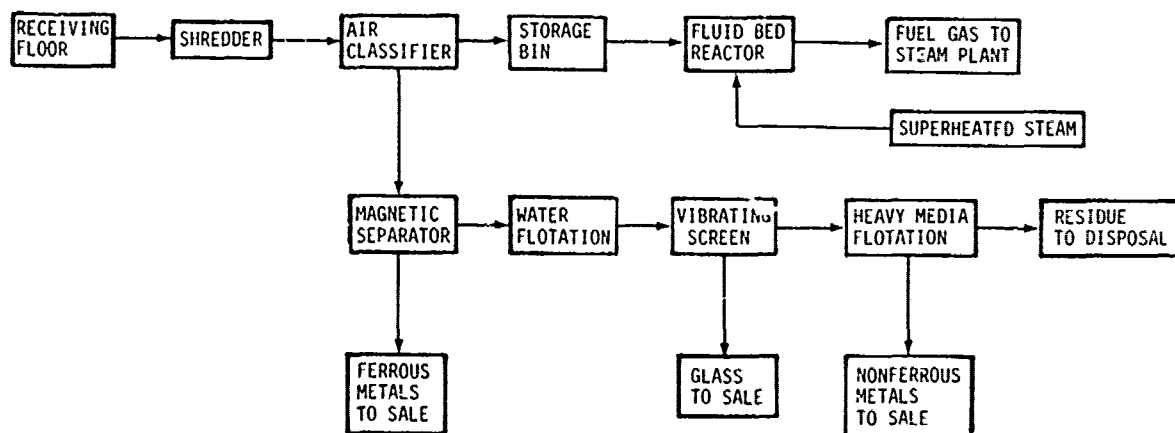 RECEIVING
FLOOR
SHREDDER
AIR
CLASSIFIER
STORAGE
BIN
FLUID BED
REACTOR
FUEL GAS TO
STEAM PLANT
SUPERHEATED STEAM
MAGNETIC
SEPARATOR
WATER
FLOTATION
VIBRATING
SCREEN
HEAVY MEDIA
FLOTATION
RESIDUE
TO DISPOSAL
FERROUS
METALS
TO SALE
GLASS
TO SALE
NONFERROUS
METALS
TO SALE